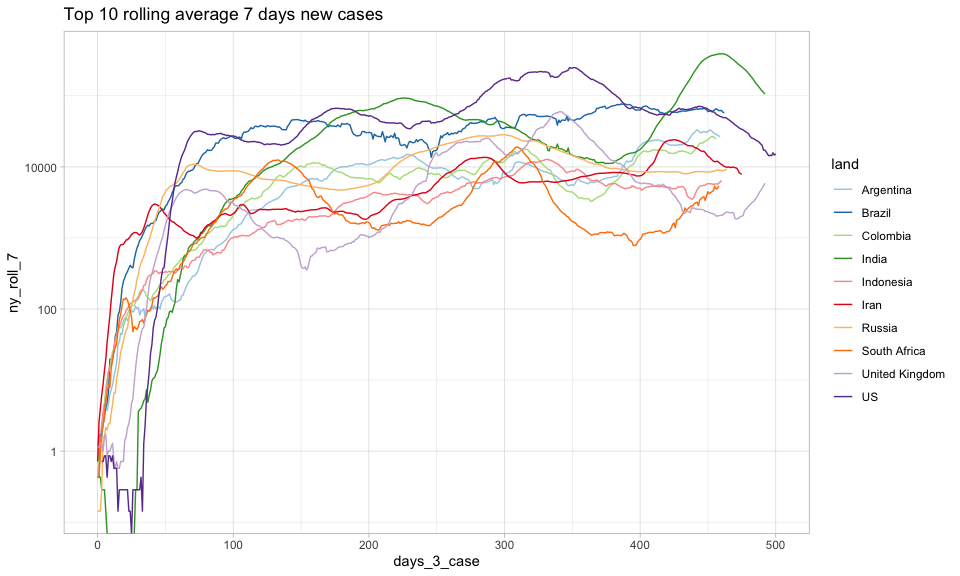 Top 10 rolling average 7 days new cases
ny_roll_7
10000
100
1
0
100
200
300
400
500
days_3_case
land
Argentina
Brazil
Colombia
India
Indonesia
Iran
Russia
South Africa
United Kingdom
US